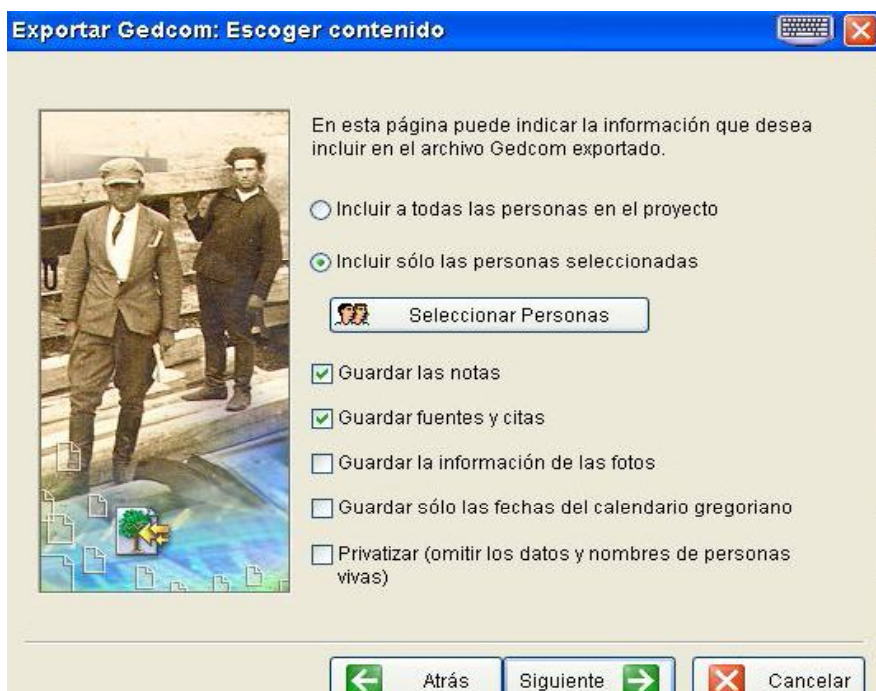 Exportar Gedcom: Escoger contenido
En esta página puede indicar la información que desea
incluir en el archivo Gedcom exportado.
Incluir a todas las personas en el proyecto
Incluir sólo las personas seleccionadas
Seleccionar Personas
Guardar las notas
Guardar fuentes y citas
Guardar la información de las fotos
Guardar sólo las fechas del calendario gregoriano
Privatizar (omitir los datos y nombres de personas
vivas)
Atrás Siguiente Cancelar